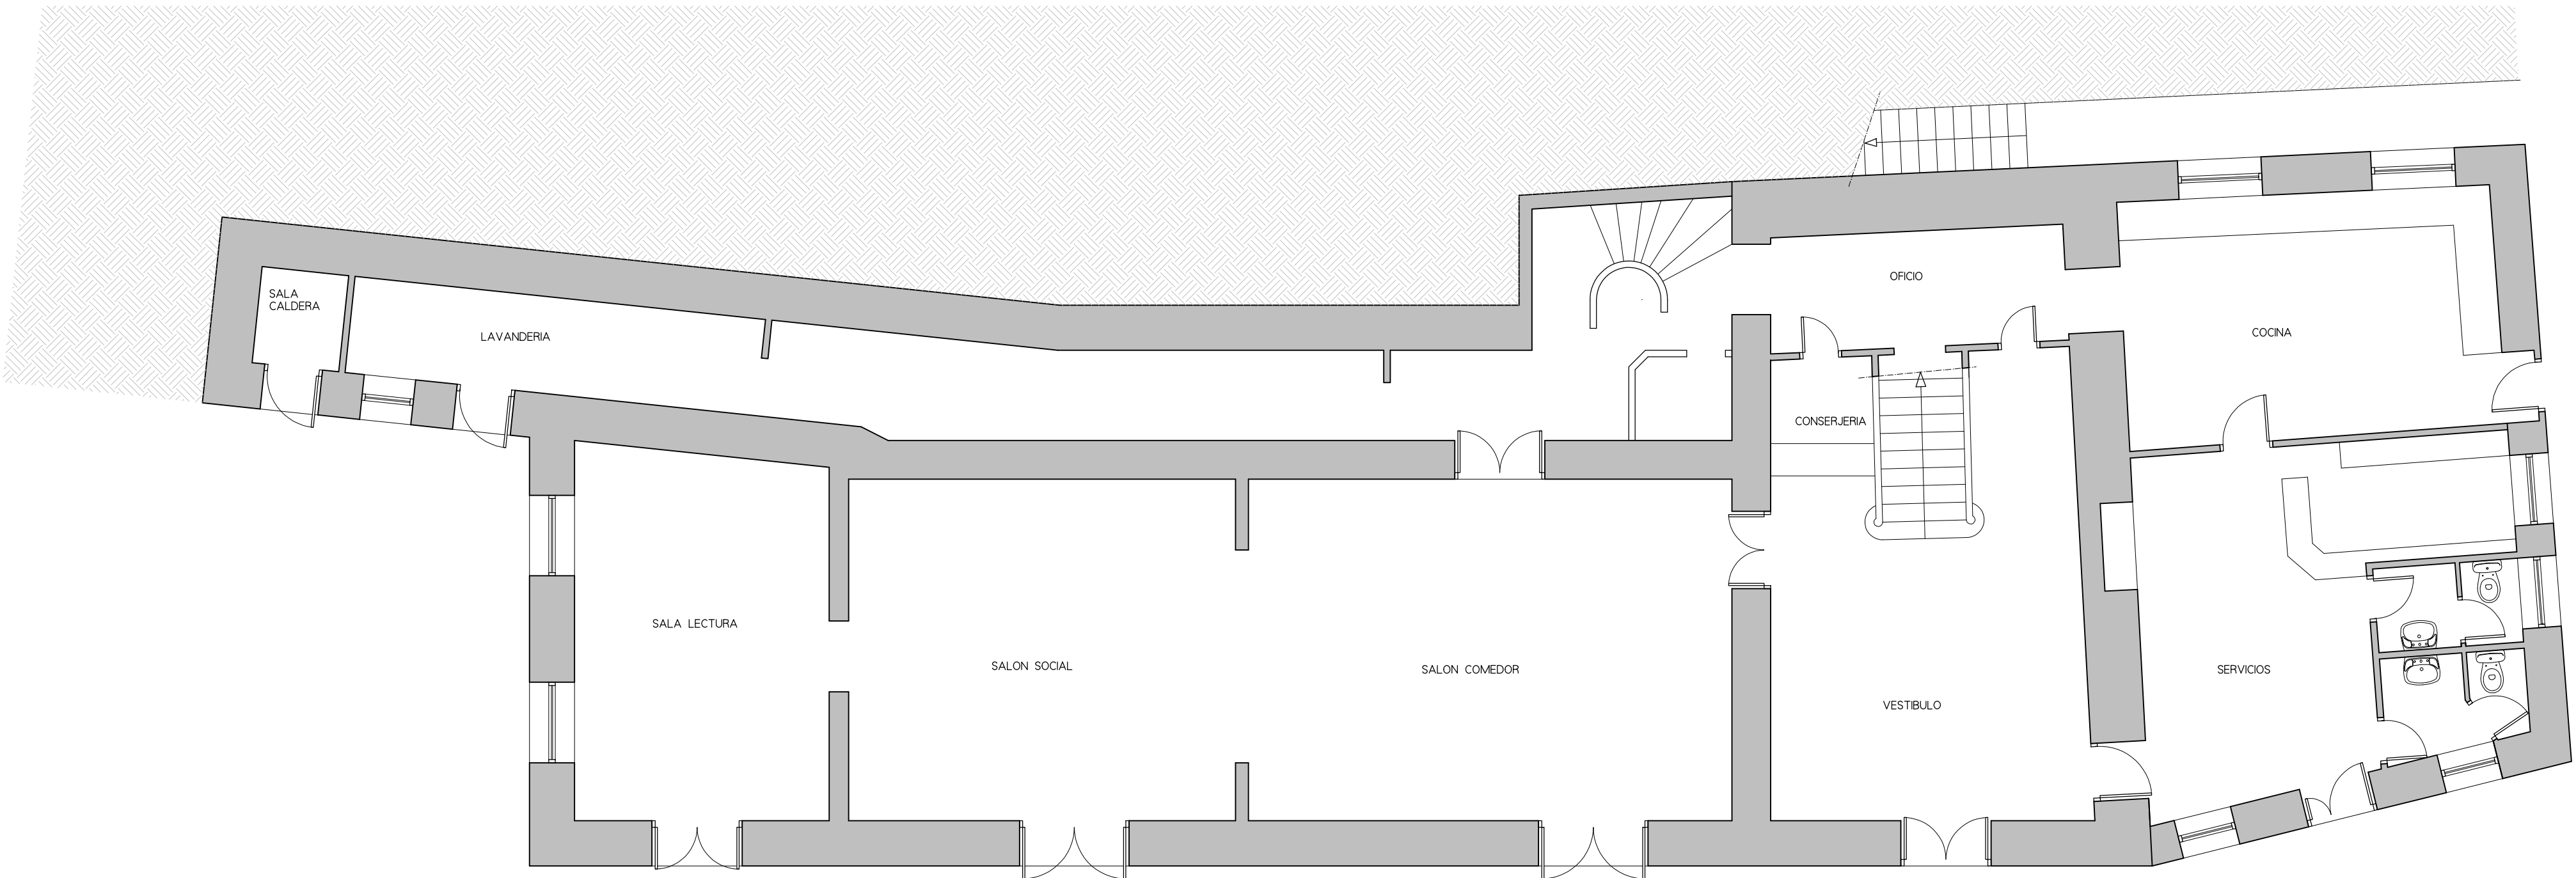 SALA
CALDERA
LAVANDERIA
OFICIO
COCINA
CONSERJERIA
SALA LECTURA
SALON SOCIAL
SALON COMEDOR
VESTIBULO
SERVICIOS